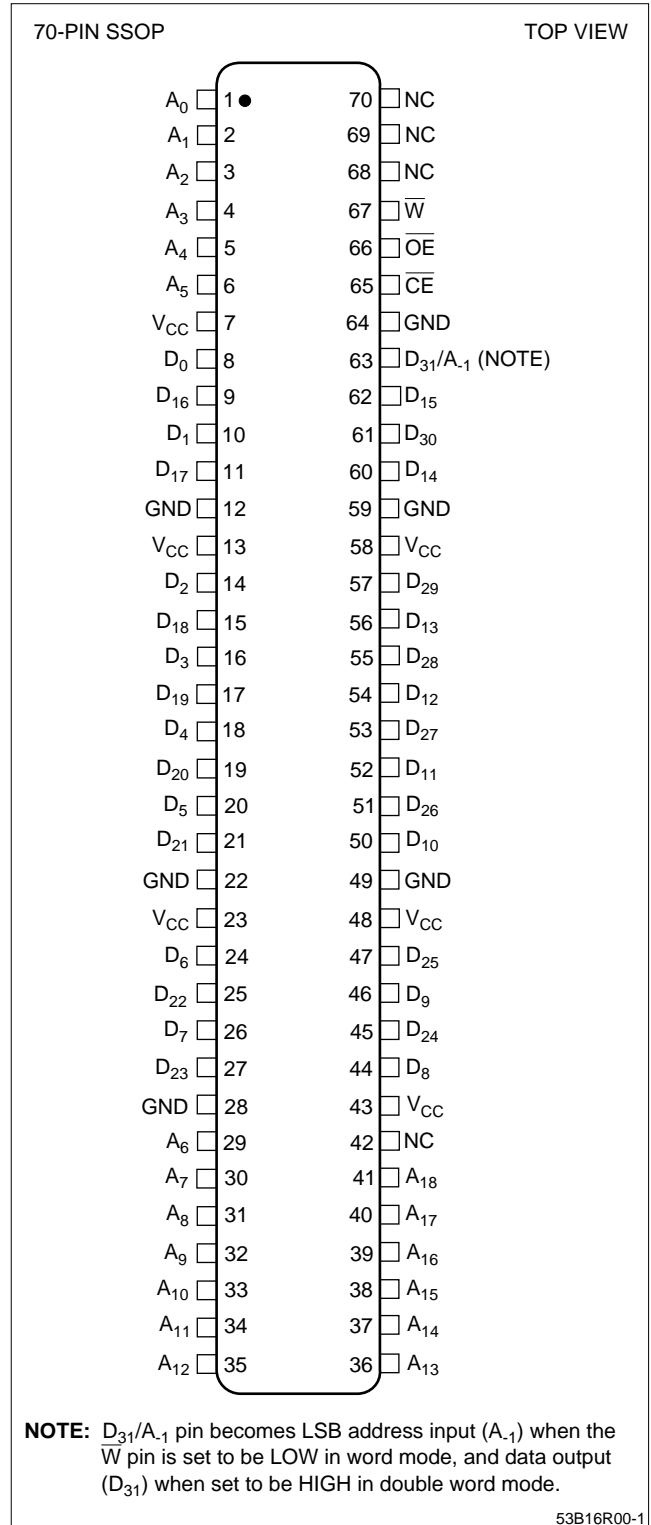 70-PIN SSOP TOP VIEW
A0 1 70 NC
A1 2 69 NC
A2 3 68 NC
A3 4 67 W̅
A4 5 66 O̅E̅
A5 6 65 C̅E̅
VCC 7 64 GND
D0 8 63 D31/A-1 (NOTE)
D16 9 62 D15
D1 10 61 D30
D17 11 60 D14
GND 12 59 GND
VCC 13 58 VCC
D2 14 57 D29
D18 15 56 D13
D3 16 55 D28
D19 17 54 D12
D4 18 53 D27
D20 19 52 D11
D5 20 51 D26
D21 21 50 D10
GND 22 49 GND
VCC 23 48 VCC
D6 24 47 D25
D22 25 46 D9
D7 26 45 D24
D23 27 44 D8
GND 28 43 VCC
A6 29 42 NC
A7 30 41 A18
A8 31 40 A17
A9 32 39 A16
A10 33 38 A15
A11 34 37 A14
A12 35 36 A13
NOTE: D31/A-1 pin becomes LSB address input (A-1) when the
W̅ pin is set to be LOW in word mode, and data output
(D31) when set to be HIGH in double word mode.
53B16R00-1